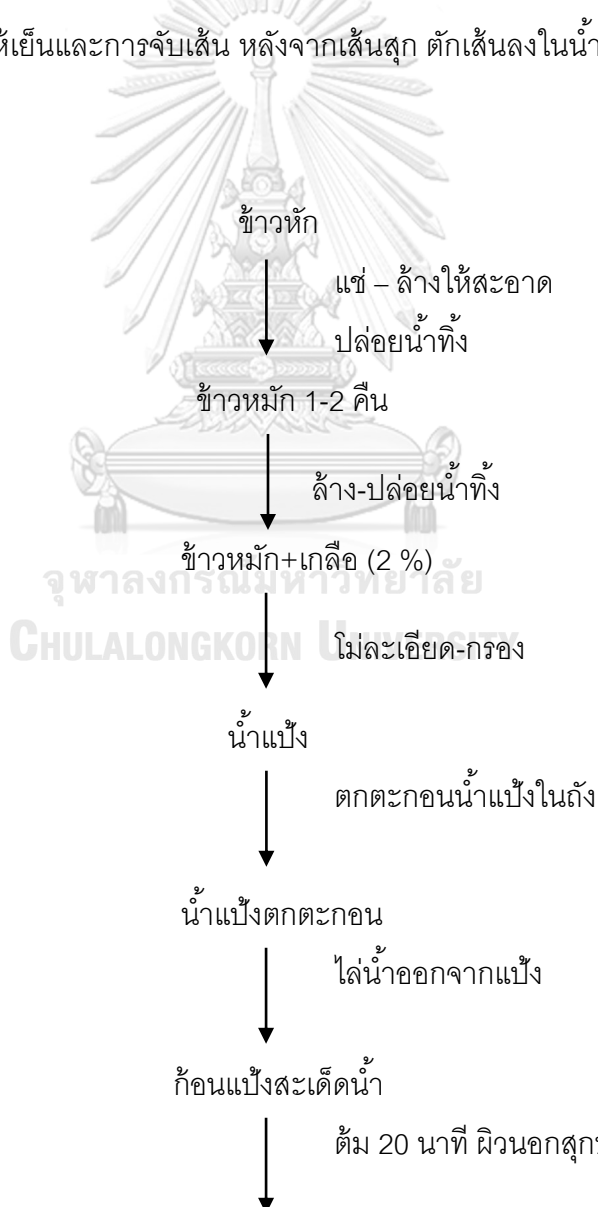 ห้เย็นและการจับเส้น หลังจากเส้นสุก ตักเส้นลงในน้ำ
ข้าวหัก
แช่ – ล้างให้สะอาด
ปล่อยน้ำทิ้ง
ข้าวหมัก 1-2 คืน
ล้าง-ปล่อยน้ำทิ้ง
ข้าวหมัก+เกลือ (2 %)
จุฬาลงกรณ์มหาวิทยาลัย
CHULALONGKORN UNIVERSITY
โม่ละเอียด-กรอง
น้ำแป้ง
ตกตะกอนน้ำแป้งในถัง
น้ำแป้งตกตะกอน
ไล่น้ำออกจากแป้ง
ก้อนแป้งสะเด็ดน้ำ
ต้ม 20 นาที ผิวนอกสุก